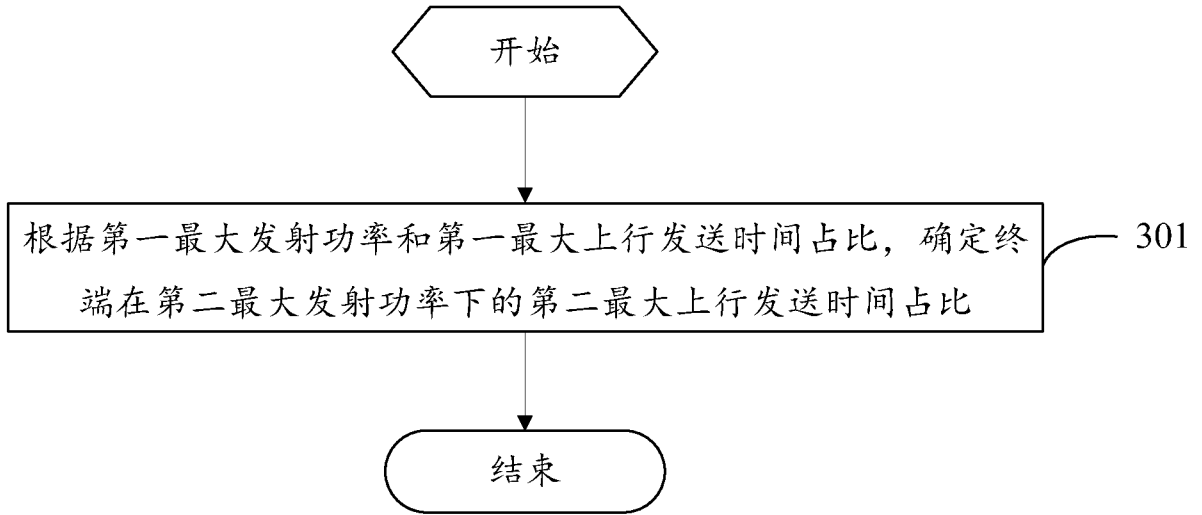 开始
根据第一最大发射功率和第一最大上行发送时间占比，确定终
端在第二最大发射功率下的第二最大上行发送时间占比
301
结束